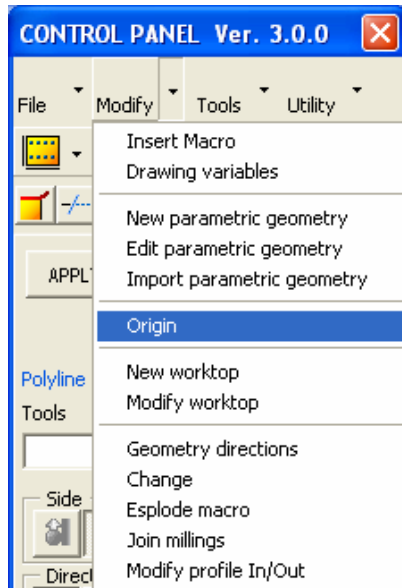 CONTROL PANEL Ver. 3.0.0
File Modify Tools Utility
Insert Macro
Drawing variables
New parametric geometry
Edit parametric geometry
Import parametric geometry
APPL
Origin
Polyline
New worktop
Tools
Modify worktop
Geometry directions
Change
Side
Esplode macro
Join millings
Direc
Modify profile In/Out